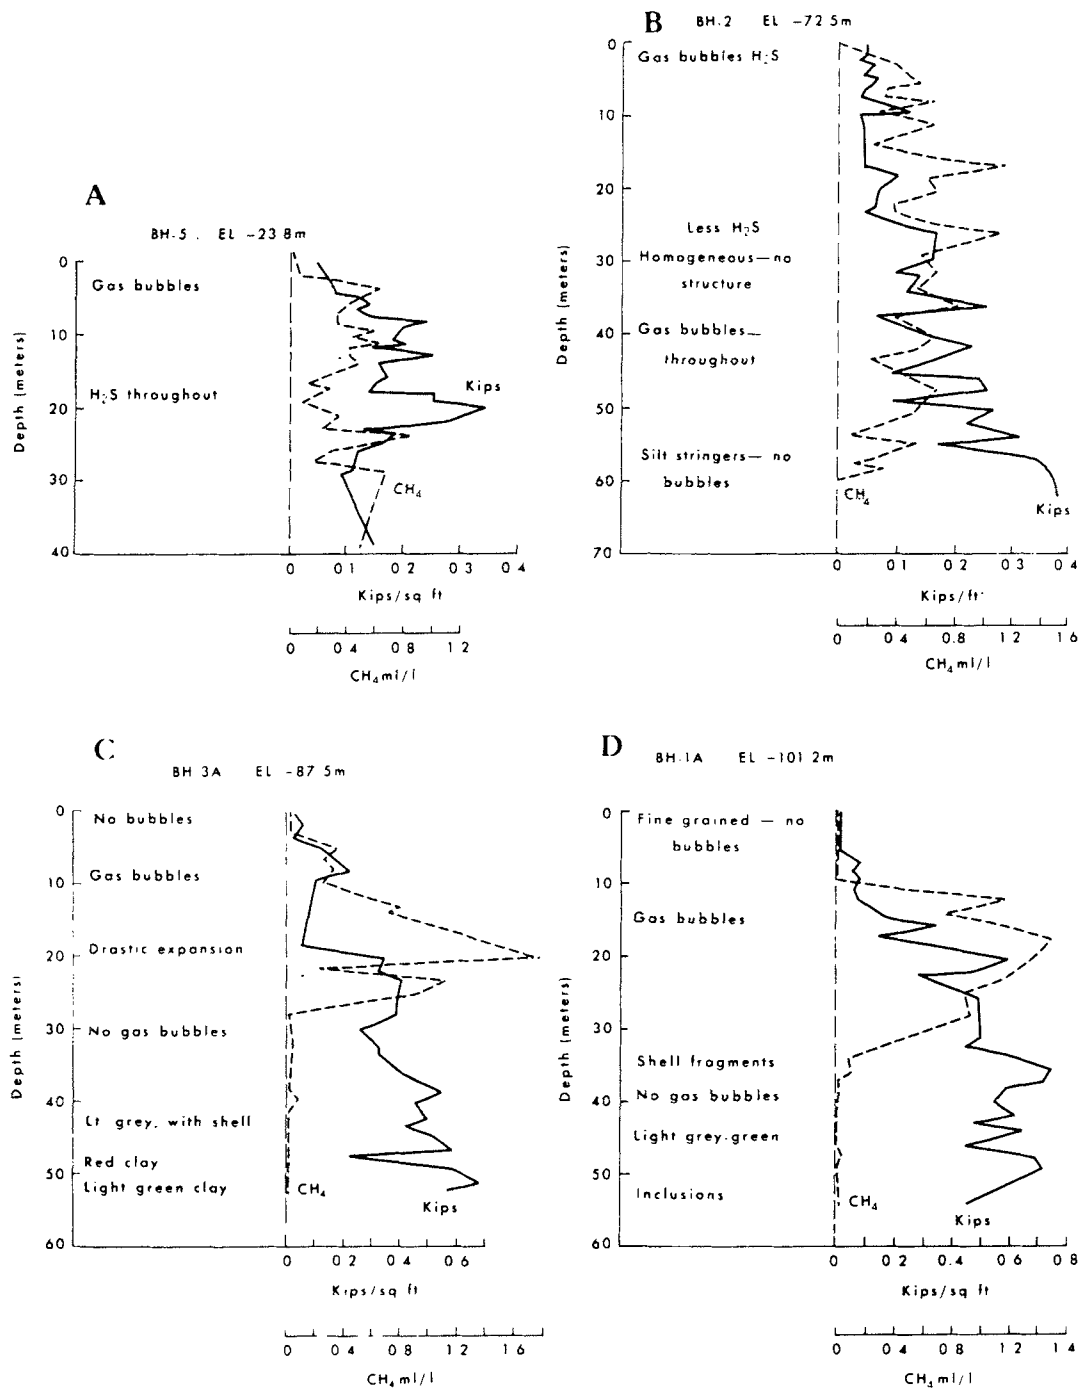 A
BH-5 . EL -23 8m
0
10
20
30
40
Depth (meters)
Gas bubbles
H2S throughout
Kips
CH4
0 0 1 0 2 0 3 0 4
Kips/sq ft
0 0 4 0 8 1 2
CH4 ml/l
B
BH.2 EL -72 5m
0
10
20
30
40
50
60
70
Depth (meters)
Gas bubbles H2S
Less H2S
Homogeneous—no
structure
Gas bubbles—
throughout
Silt stringers— no
bubbles
CH4
Kips
0 0 1 0 2 0 3 0 4
Kips/ft
0 0 4 0 8 1 2 1 6
CH4 ml/l
C
BH 3A EL -87 5m
0
10
20
30
40
50
60
Depth (meters)
No bubbles
Gas bubbles
Drastic expansion
No gas bubbles
Lt grey, with shell
Red clay
Light green clay
CH4
Kips
0 0 2 0 4 0 6
Kips/sq ft
0 0 4 0 8 1 2 1 6
CH4 ml/l
D
BH-1A EL -101 2m
0
10
20
30
40
50
60
Depth (meters)
Fine grained — no
bubbles
Gas bubbles
Shell fragments
No gas bubbles
Light grey-green
Inclusions
CH4
Kips
0 0 2 0 4 0 6 0 8
Kips/sq ft
0 0 4 0 8 1 1 4
CH4 ml/l